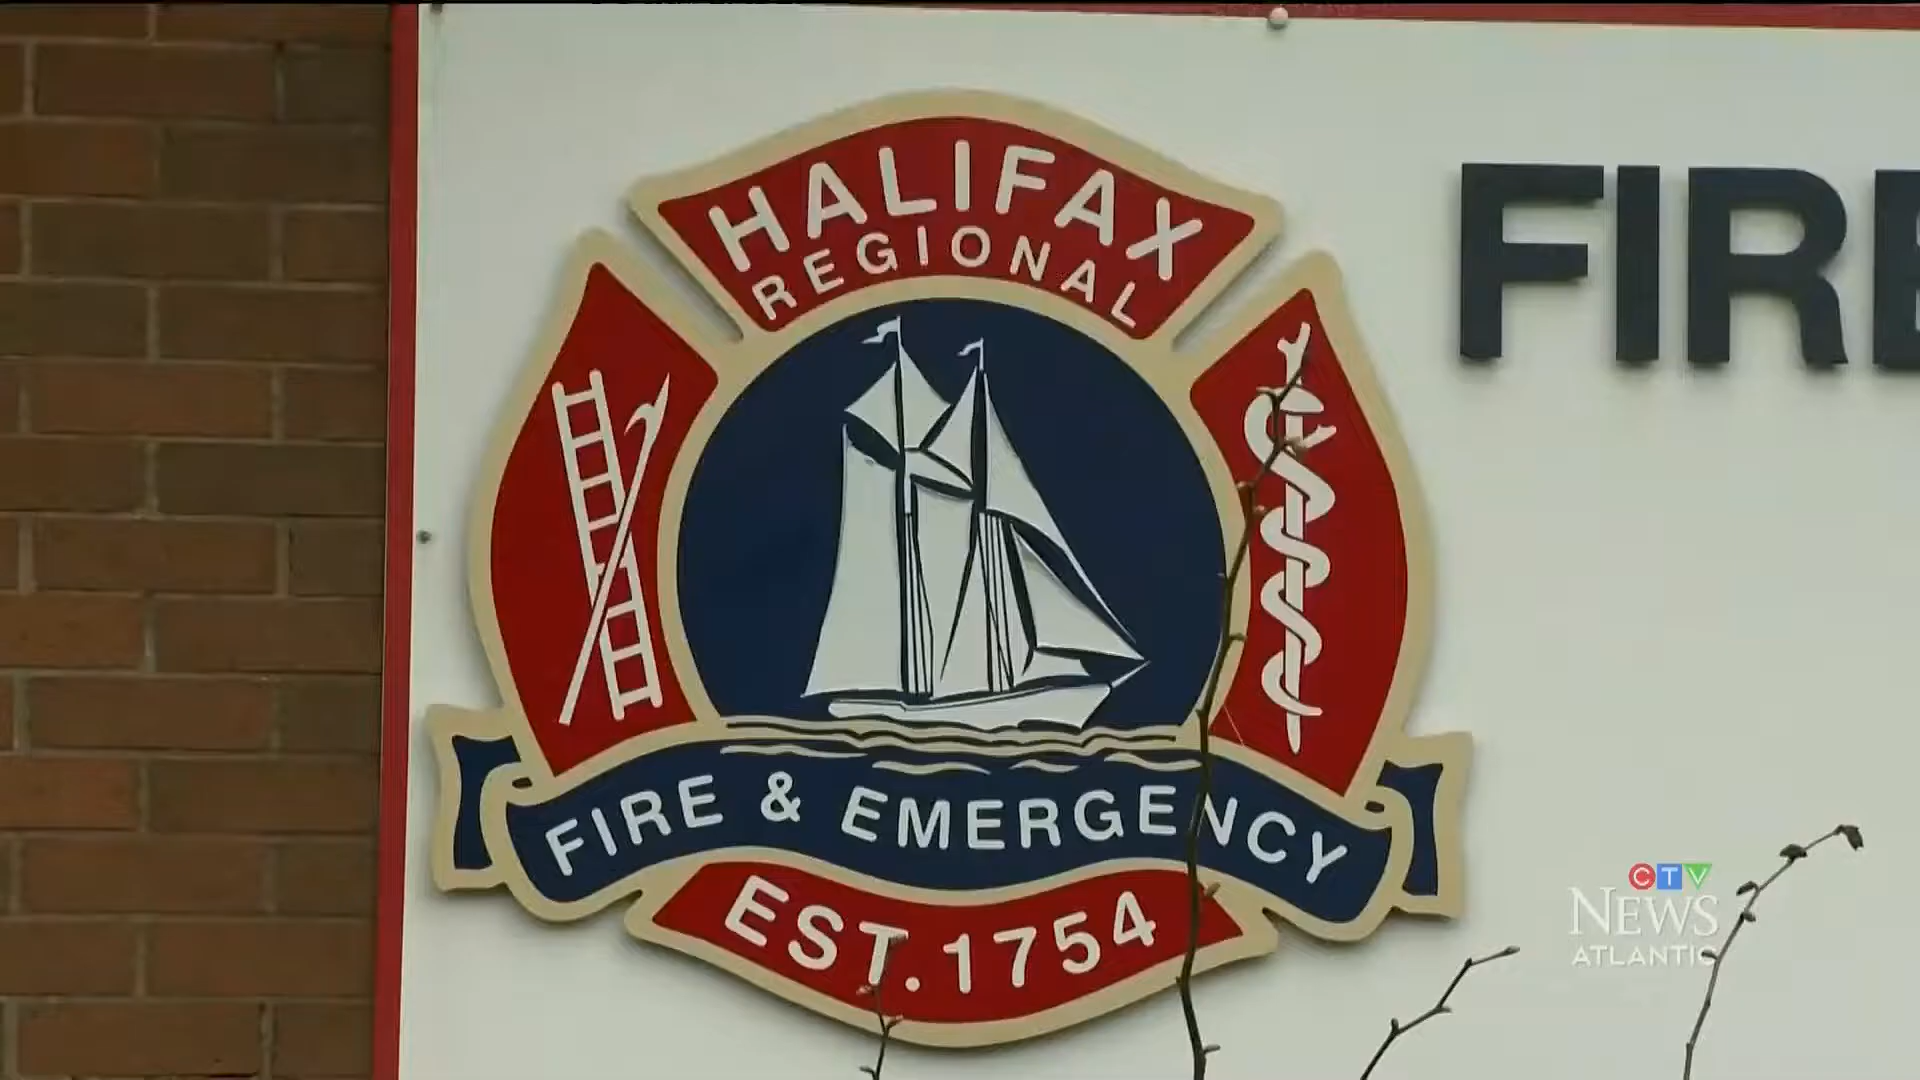 HALIFAX
REGIONAL
FIRE & EMERGENCY
EST. 1754
FIRE
CTV
NEWS
ATLANTIC